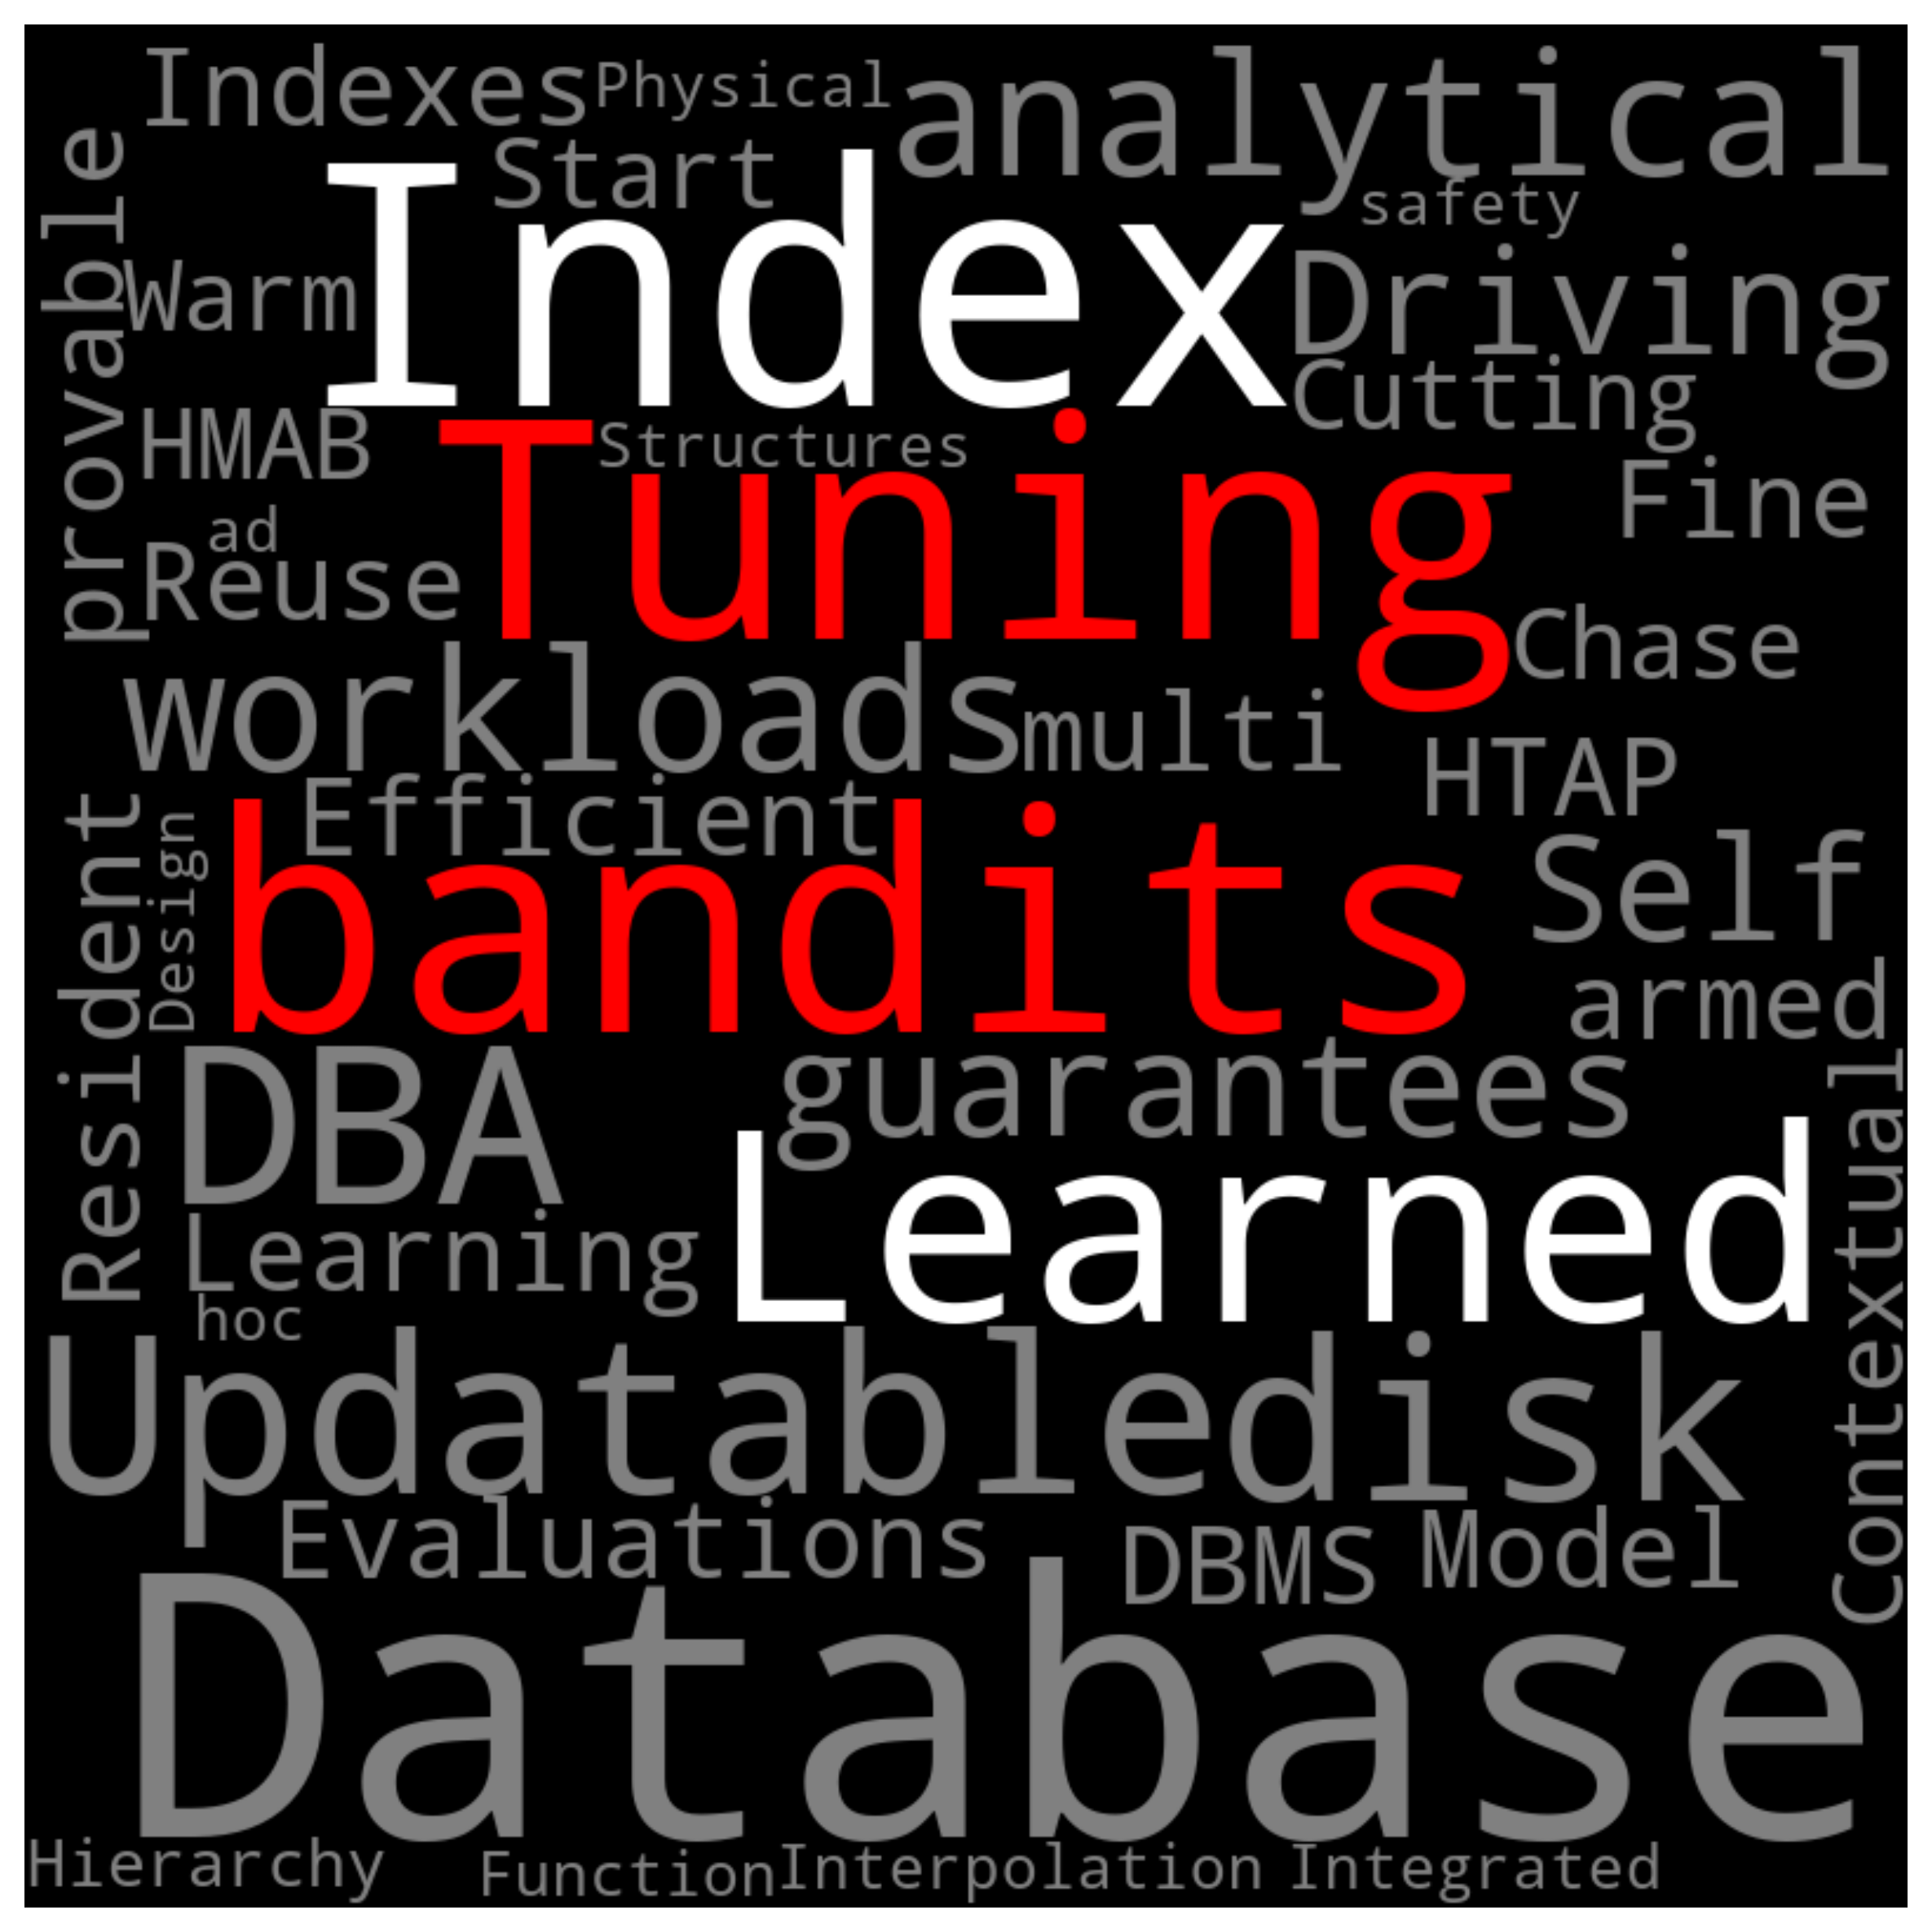 Indexes Physical analytical
Start
safety
provable
Index
Warm
Driving
Cutting
HMAB
Tuning
Structures
Fine
ad
Reuse
Chase
workloads multi
HTAP
Efficient
Resident
Design
bandits
Self
armed
DBA
guarantees
Contextual
Learned
Learning
hoc
Updatable disk
Evaluations DBMS Model
Database
Hierarchy Function Interpolation Integrated